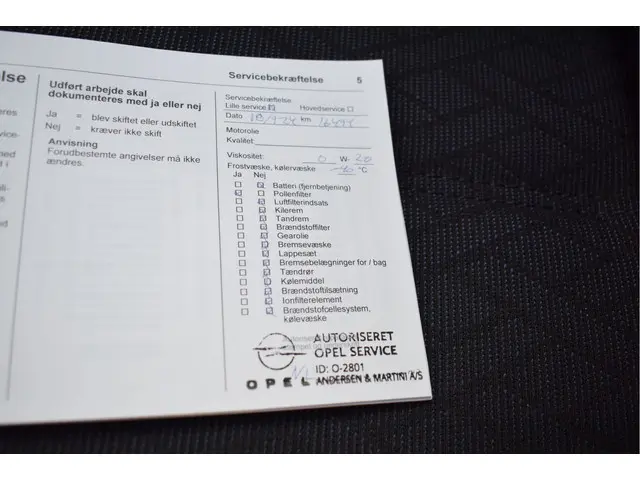 Servicebekræftelse 5
else
Udført arbejde skal
dokumenteres med ja eller nej
Ja = blev skiftet eller udskiftet
Nej = kræver ikke skift
Anvisning
Forudbestemte angivelser må ikke
ændres.
Servicebekræftelse
Lille service Hovedservice
Dato km
Motorolie
Kvalitet:
Viskositet: 0 W- 20
Frostvæske, kølervæske -40 °C
Ja Nej
Batteri (fjernbetjening)
Pollenfilter
Luftfilterindsats
Kilerem
Tandrem
Brændstoffilter
Gearolie
Bremsevæske
Lappesæt
Bremsebelægninger for / bag
Tændrør
Kølemiddel
Brændstoftilsætning
Ionfilterelement
Brændstofcellesystem,
kølevæske
AUTORISERET
OPEL SERVICE
ID: O-2801
OPEL ANDERSEN & MARTINI A/S